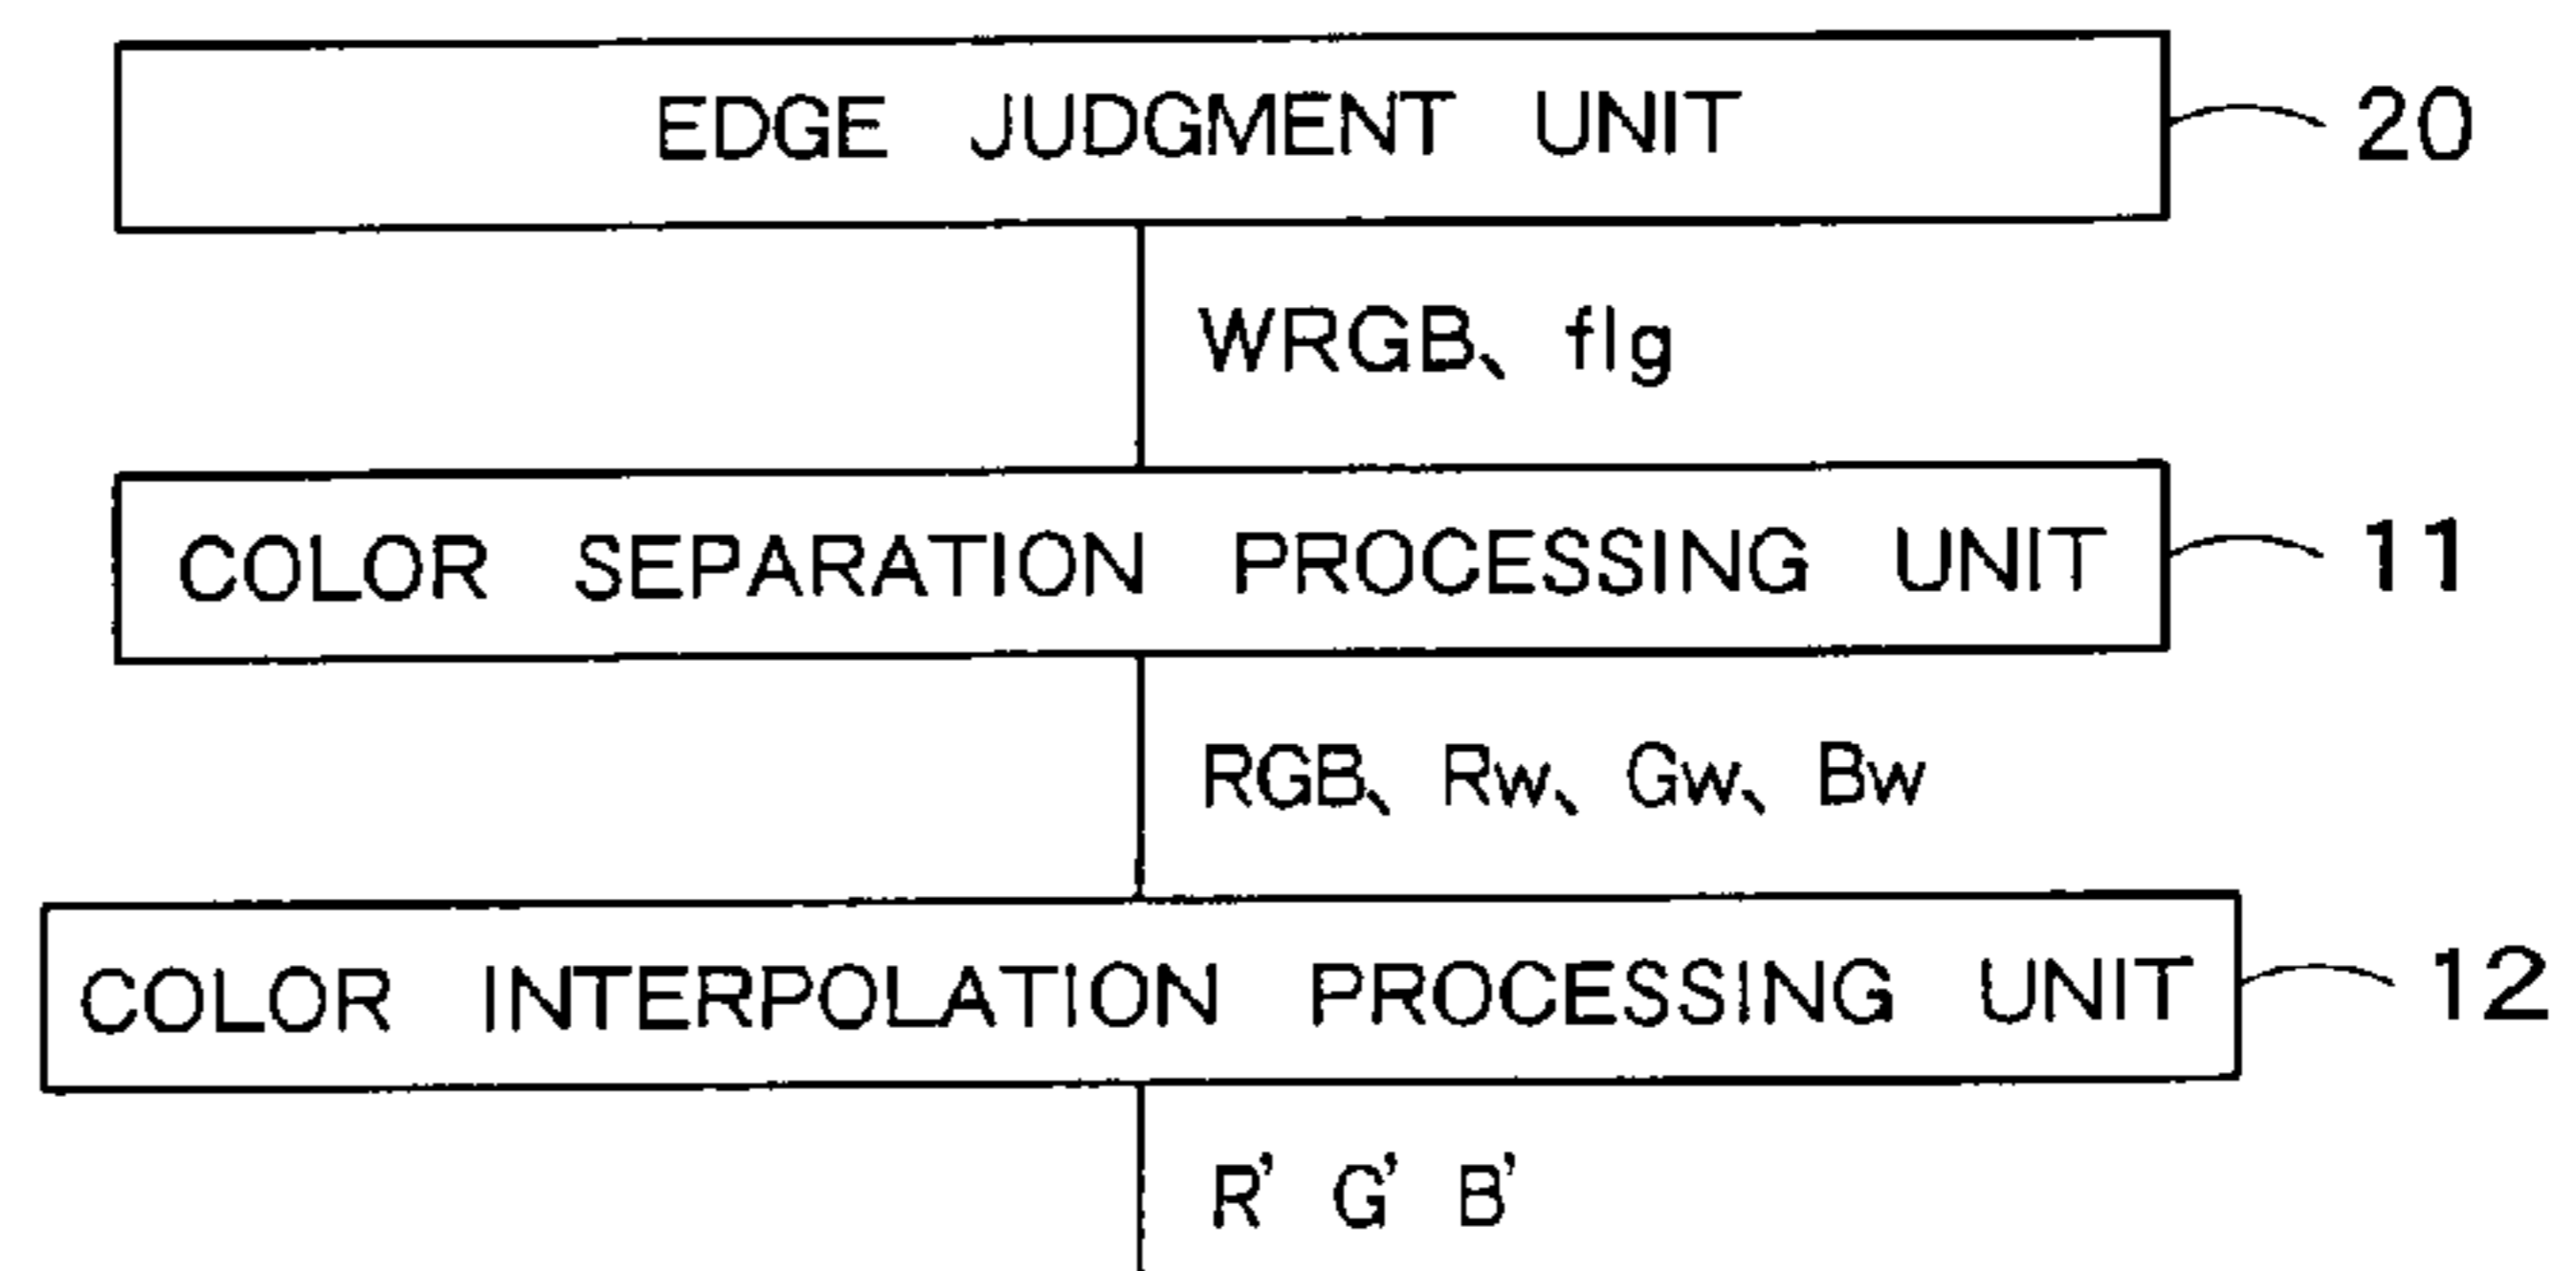 EDGE JUDGMENT UNIT 20
WRGB、flg
COLOR SEPARATION PROCESSING UNIT 11
RGB、Rw、Gw、Bw
COLOR INTERPOLATION PROCESSING UNIT 12
R' G' B'